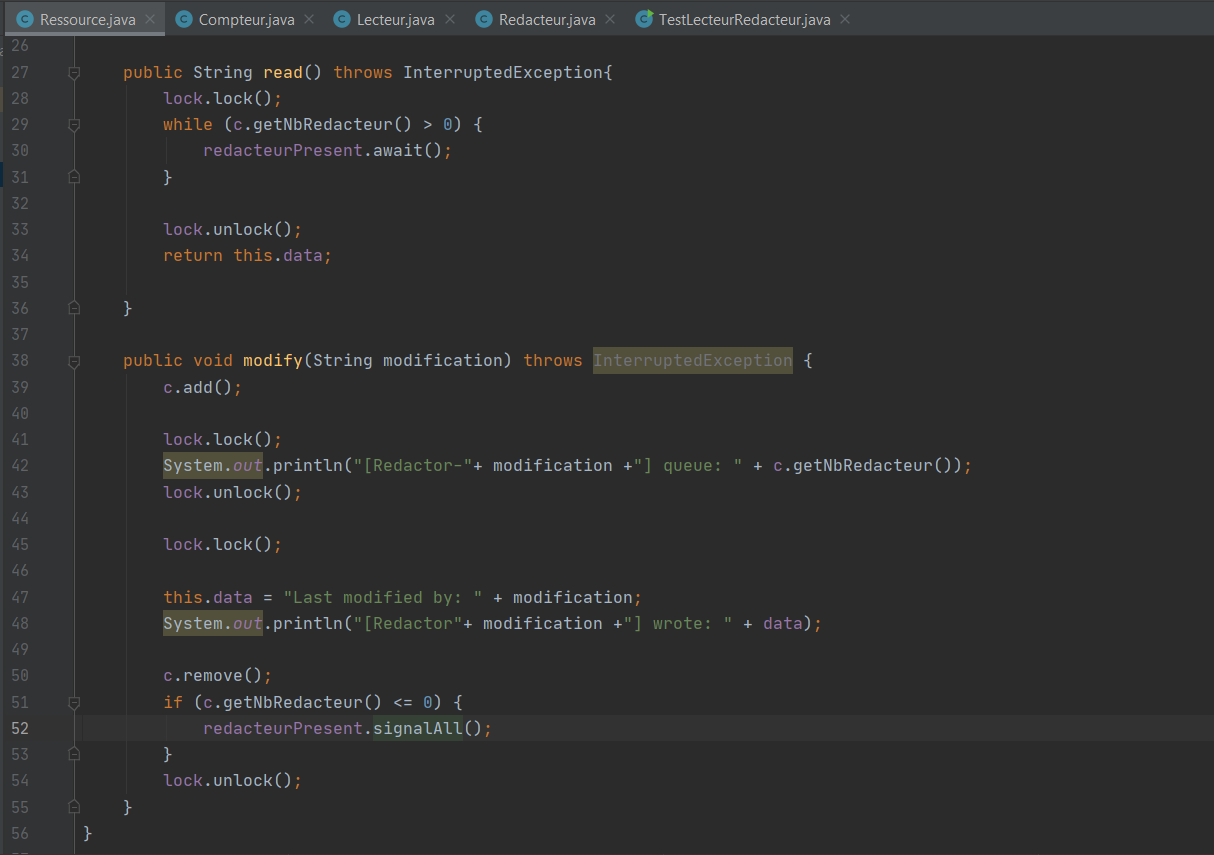 Ressource.java Compteur.java Lecteur.java Redacteur.java TestLecteurRedacteur.java
26
27 public String read() throws InterruptedException{
28 lock.lock();
29 while (c.getNbRedacteur() > 0) {
30 redacteurPresent.await();
31 }
32
33 lock.unlock();
34 return this.data;
35
36 }
37
38 public void modify(String modification) throws InterruptedException {
39 c.add();
40
41 lock.lock();
42 System.out.println("[Redactor-"+ modification +"] queue: " + c.getNbRedacteur());
43 lock.unlock();
44
45 lock.lock();
46
47 this.data = "Last modified by: " + modification;
48 System.out.println("[Redactor"+ modification +"] wrote: " + data);
49
50 c.remove();
51 if (c.getNbRedacteur() <= 0) {
52 redacteurPresent.signalAll();
53 }
54 lock.unlock();
55 }
56 }